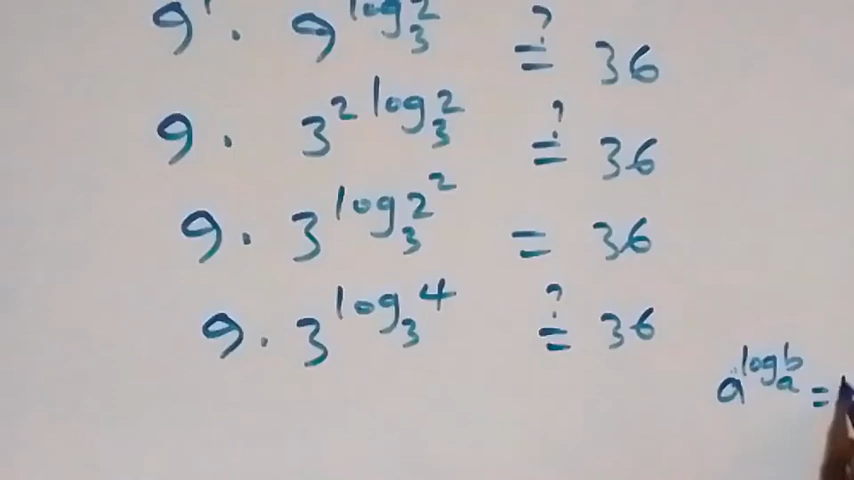 9¹ · 9^log₃2 ≟ 36
9 · 3^2 log₃2 ≟ 36
9 · 3^log₃2² = 36
9 · 3^log₃4 ≟ 36
a^logₐb =